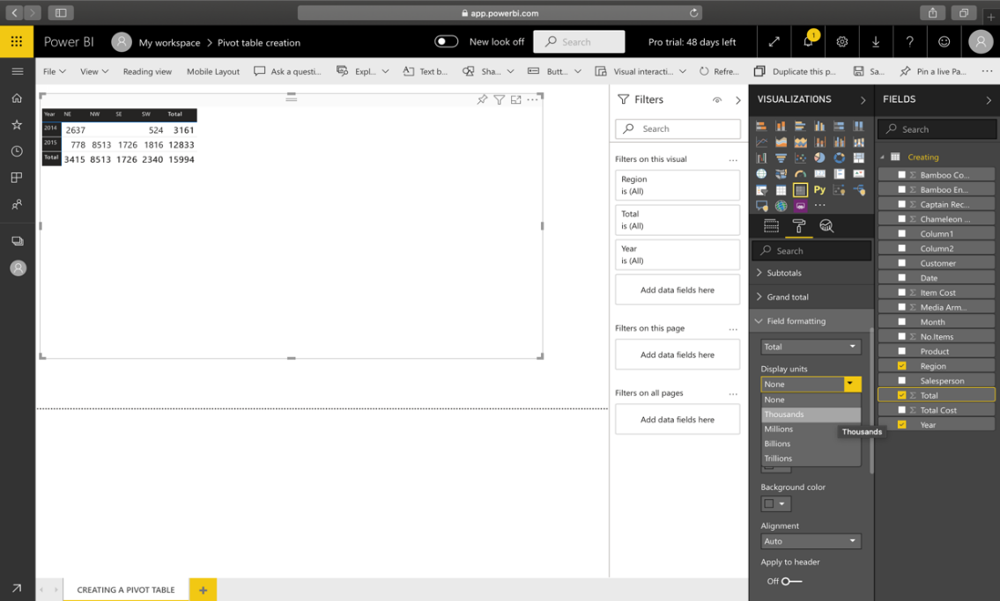 app.powerbi.com
Power BI My workspace > Pivot table creation New look off Search Pro trial: 48 days left 1
File View Reading view Mobile Layout Ask a questi... Expl... Text b... Sha... Butt... Visual interacti... Refre... Duplicate this p... Sa... Pin a live Pa... ...
Year NE NW SE SW Total
2014 2637 524 3161
2015 778 8513 1726 1816 12833
Total 3415 8513 1726 2340 15994
Filters
Search
Filters on this visual ...
Region
is (All)
Total
is (All)
Year
is (All)
Add data fields here
Filters on this page ...
Add data fields here
Filters on all pages ...
Add data fields here
VISUALIZATIONS
Py
...
Search
Subtotals
Grand total
Field formatting
Total
Display units
None
None
Thousands
Millions
Billions
Trillions
Thousands
Background color
Alignment
Auto
Apply to header
Off
FIELDS
Search
Creating
Σ Bamboo Co...
Σ Bamboo En...
Σ Captain Rec...
Σ Chameleon ...
Column1
Column2
Customer
Date
Σ Item Cost
Σ Media Arm...
Month
Σ No.Items
Product
Region
Salesperson
Σ Total
Σ Total Cost
Year
CREATING A PIVOT TABLE +